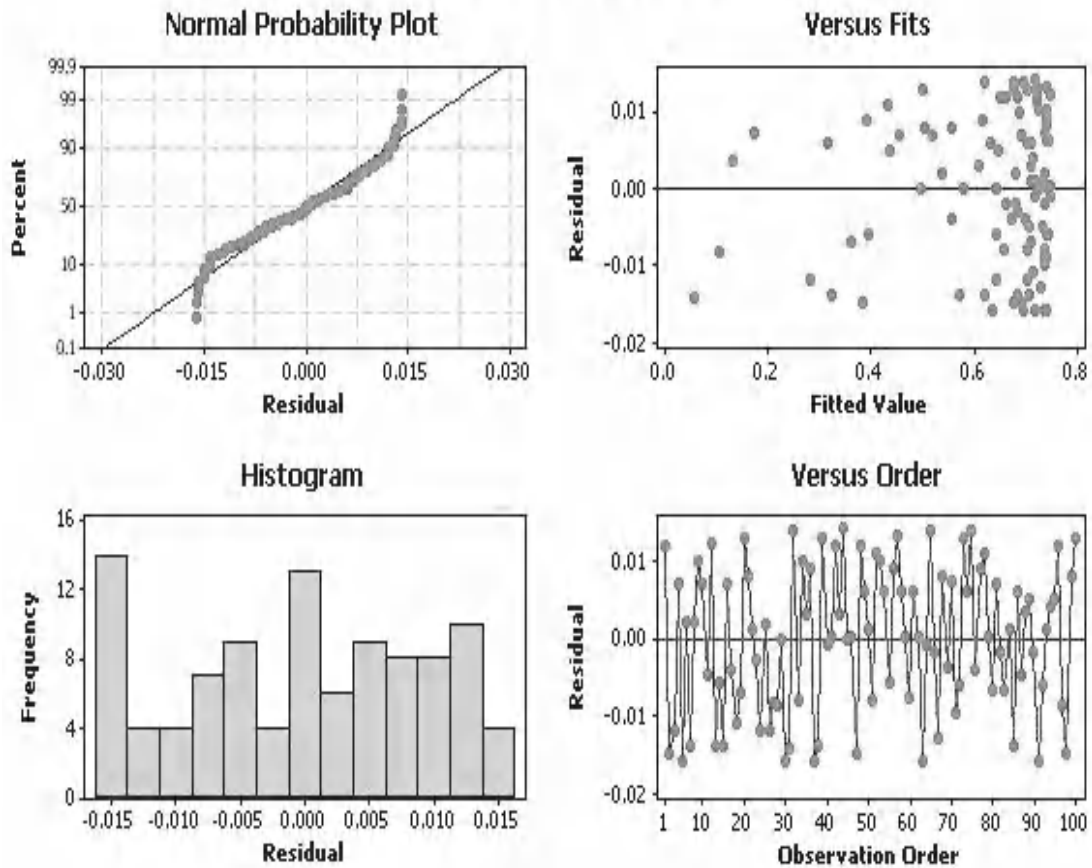 Normal Probability Plot
99.9
99
90
50
10
1
0.1
Percent
-0.030 -0.015 0.000 0.015 0.030
Residual
Versus Fits
0.01
0.00
-0.01
-0.02
Residual
0.0 0.2 0.4 0.6 0.8
Fitted Value
Histogram
16
12
8
4
0
Frequency
-0.015 -0.010 -0.005 0.000 0.005 0.010 0.015
Residual
Versus Order
0.01
0.00
-0.01
-0.02
Residual
1 10 20 30 40 50 60 70 80 90 100
Observation Order